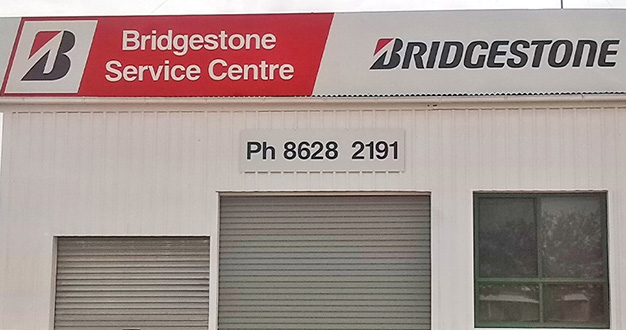 Bridgestone
Service Centre
BRIDGESTONE
Ph 8628 2191